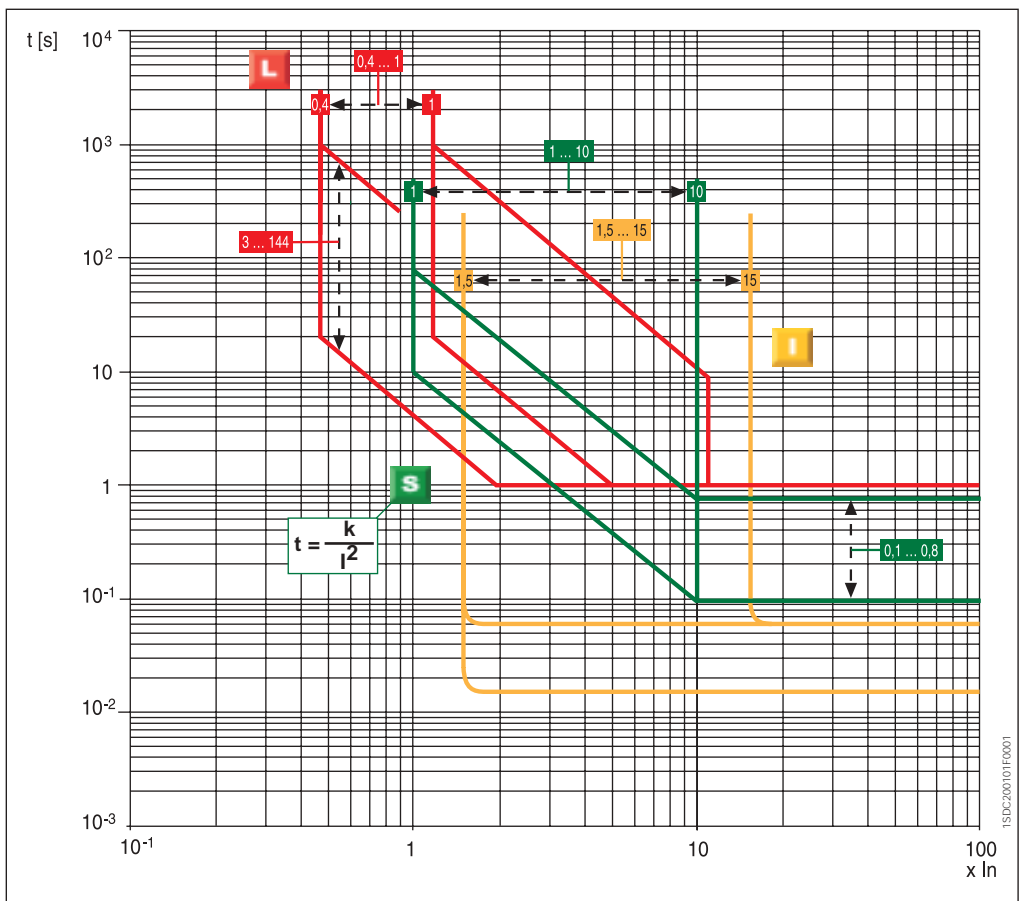 t [s]
10⁴
L
0,4 ... 1
0,4
1
10³
1 ... 10
1
10
3 ... 144
1,5 ... 15
10²
1,5
15
I
10
1
S
t = k / I²
0,1 ... 0,8
10⁻¹
10⁻²
10⁻³
10⁻¹
1
10
100
x In
1SDC200101F0001